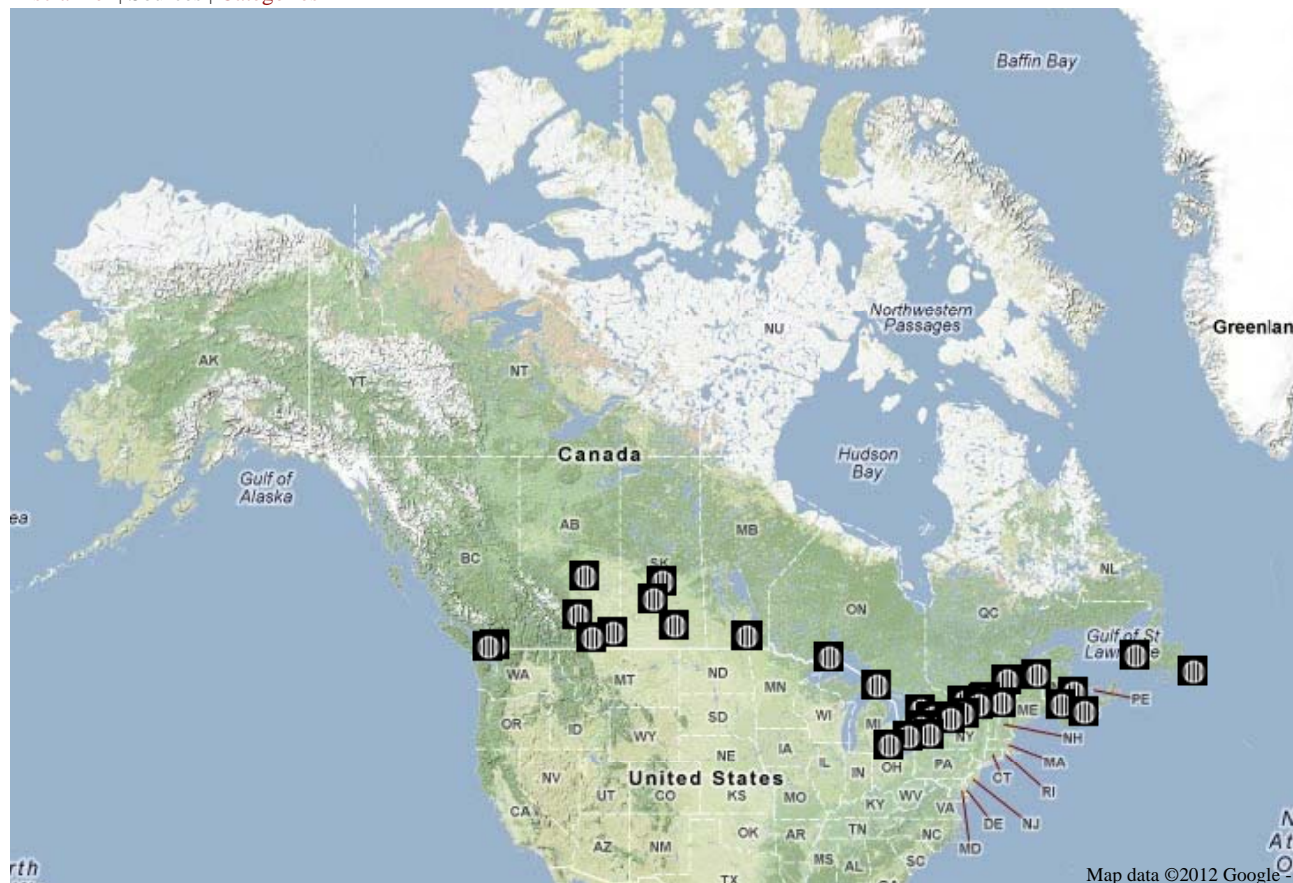 Baffin Bay
Northwestern
Passages
Greenlan
NU
AK
YT
NT
Canada
Hudson
Bay
Gulf of
Alaska
ea
AB
MB
BC
SK
NL
ON
QC
Gulf of St
Lawrence
WA
MT
ND
MN
PE
ME
OR
ID
SD
WI
MI
NY
NH
WY
MA
NE
IA
IL
IN
OH
PA
CT
RI
NV
United States
UT
CO
KS
MO
KY
WV
VA
CA
DE
NJ
OK
AR
TN
NC
MD
AZ
NM
MS
AL
SC
TX
N
At
O
rth
Map data ©2012 Google -